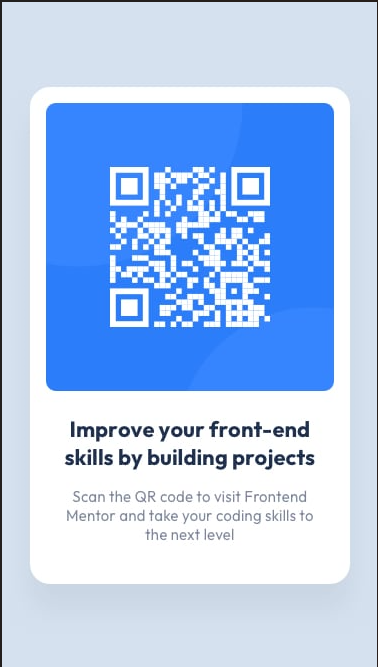 Improve your front-end
skills by building projects
Scan the QR code to visit Frontend
Mentor and take your coding skills to
the next level